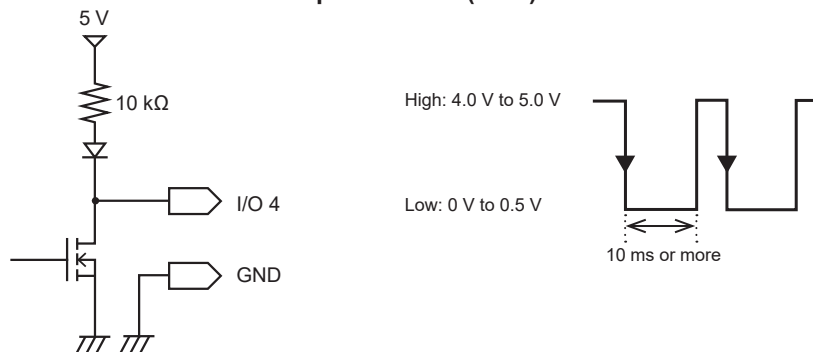 5 V
10 kΩ
I/O 4
GND
High: 4.0 V to 5.0 V
Low: 0 V to 0.5 V
10 ms or more